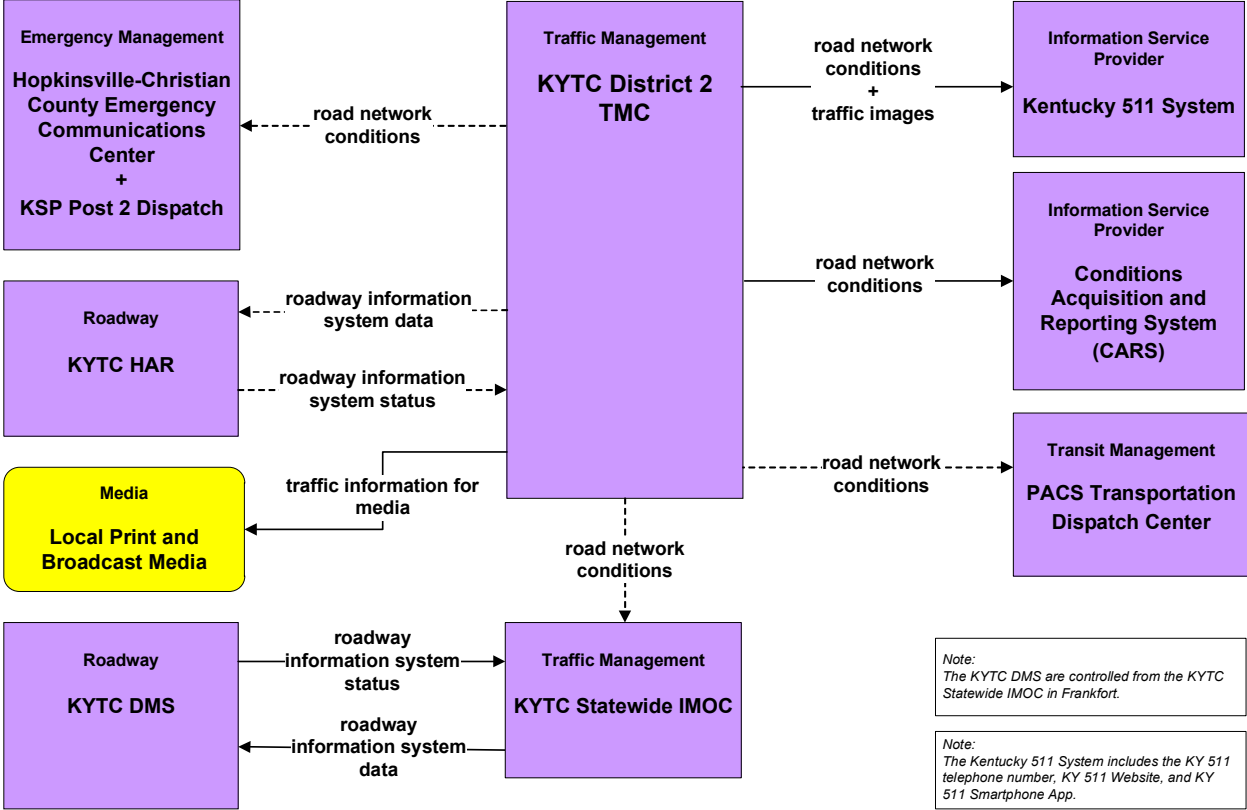 Emergency Management
Hopkinsville-Christian
County Emergency
Communications
Center
+
KSP Post 2 Dispatch
road network
conditions
Traffic Management
KYTC District 2
TMC
road network
conditions
+
traffic images
Information Service
Provider
Kentucky 511 System
Roadway
KYTC HAR
roadway information
system data
roadway information
system status
road network
conditions
Information Service
Provider
Conditions
Acquisition and
Reporting System
(CARS)
Media
Local Print and
Broadcast Media
traffic information for
media
road network
conditions
Transit Management
PACS Transportation
Dispatch Center
road network
conditions
Roadway
KYTC DMS
roadway
information system
status
roadway
information system
data
Traffic Management
KYTC Statewide IMOC
Note:
The KYTC DMS are controlled from the KYTC
Statewide IMOC in Frankfort.
Note:
The Kentucky 511 System includes the KY 511
telephone number, KY 511 Website, and KY
511 Smartphone App.